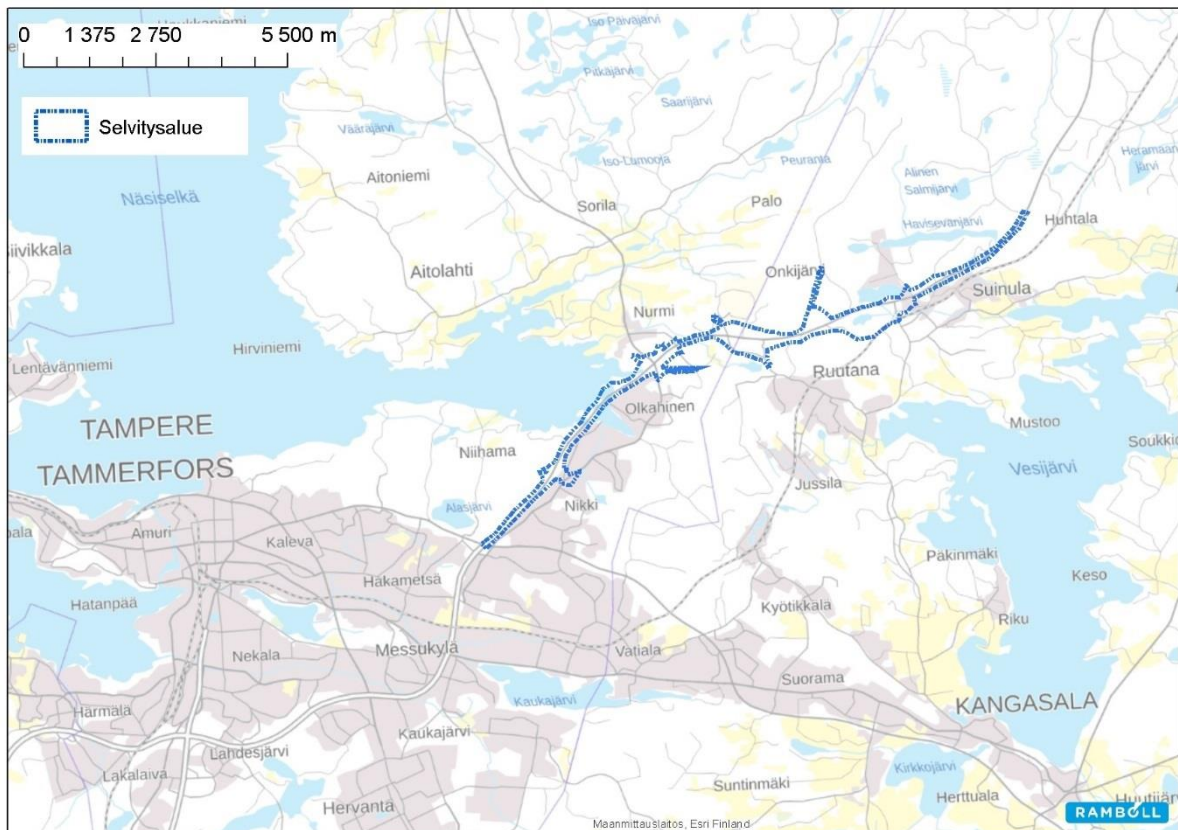 0 1 375 2 750 5 500 m
Selvitysalue
Iso Päiväjärvi
Pitkäjärvi
Saarijärvi
Vääräjärvi
Iso-Lumooja
Peuranta
Aitoniemi
Alinen
Salmijärvi
Näsiselkä
Sorila
Palo
Havisevanjärvi
Huhtala
Aitolahti
Onkijärvi
Suinula
Nurmi
Hirviniemi
Lentävänniemi
Ruutana
Olkahinen
TAMPERE
Mustoo
Niihama
TAMMERFORS
Vesijärvi
Jussila
Alasjärvi
Nikki
Amuri
Kaleva
Pakinmäki
Hakametsä
Keso
Hatanpää
Kyötikkala
Riku
Messukylä
Vatiala
Nekala
Suorama
Kaukajärvi
KANGASALA
Härmälä
Kaukajärvi
Lahdesjärvi
Kirkkojärvi
Lakalaiva
Suntinmäki
Herttuala
Hervanta
RAMBOLL
Maanmittauslaitos, Esri Finland